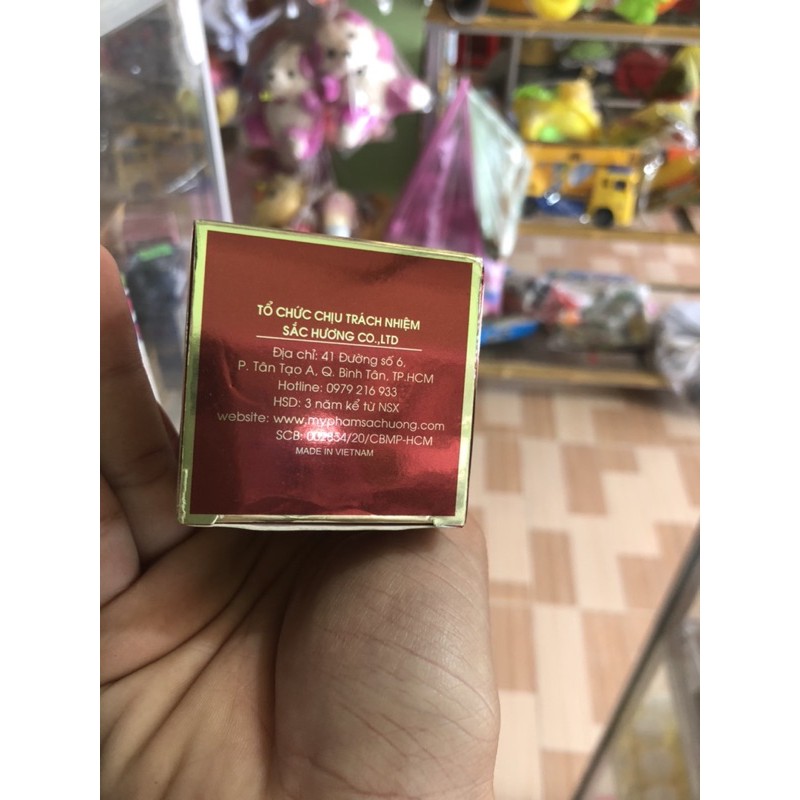 TỔ CHỨC CHỊU TRÁCH NHIỆM
SẮC HƯƠNG CO.,LTD
Địa chỉ: 41 Đường số 6,
P. Tân Tạo A, Q. Bình Tân, TP.HCM
Hotline: 0979 216 933
HSD: 3 năm kể từ NSX
website: www.myphamsachuong.com
SCB: 002834/20/CBMP-HCM
MADE IN VIETNAM